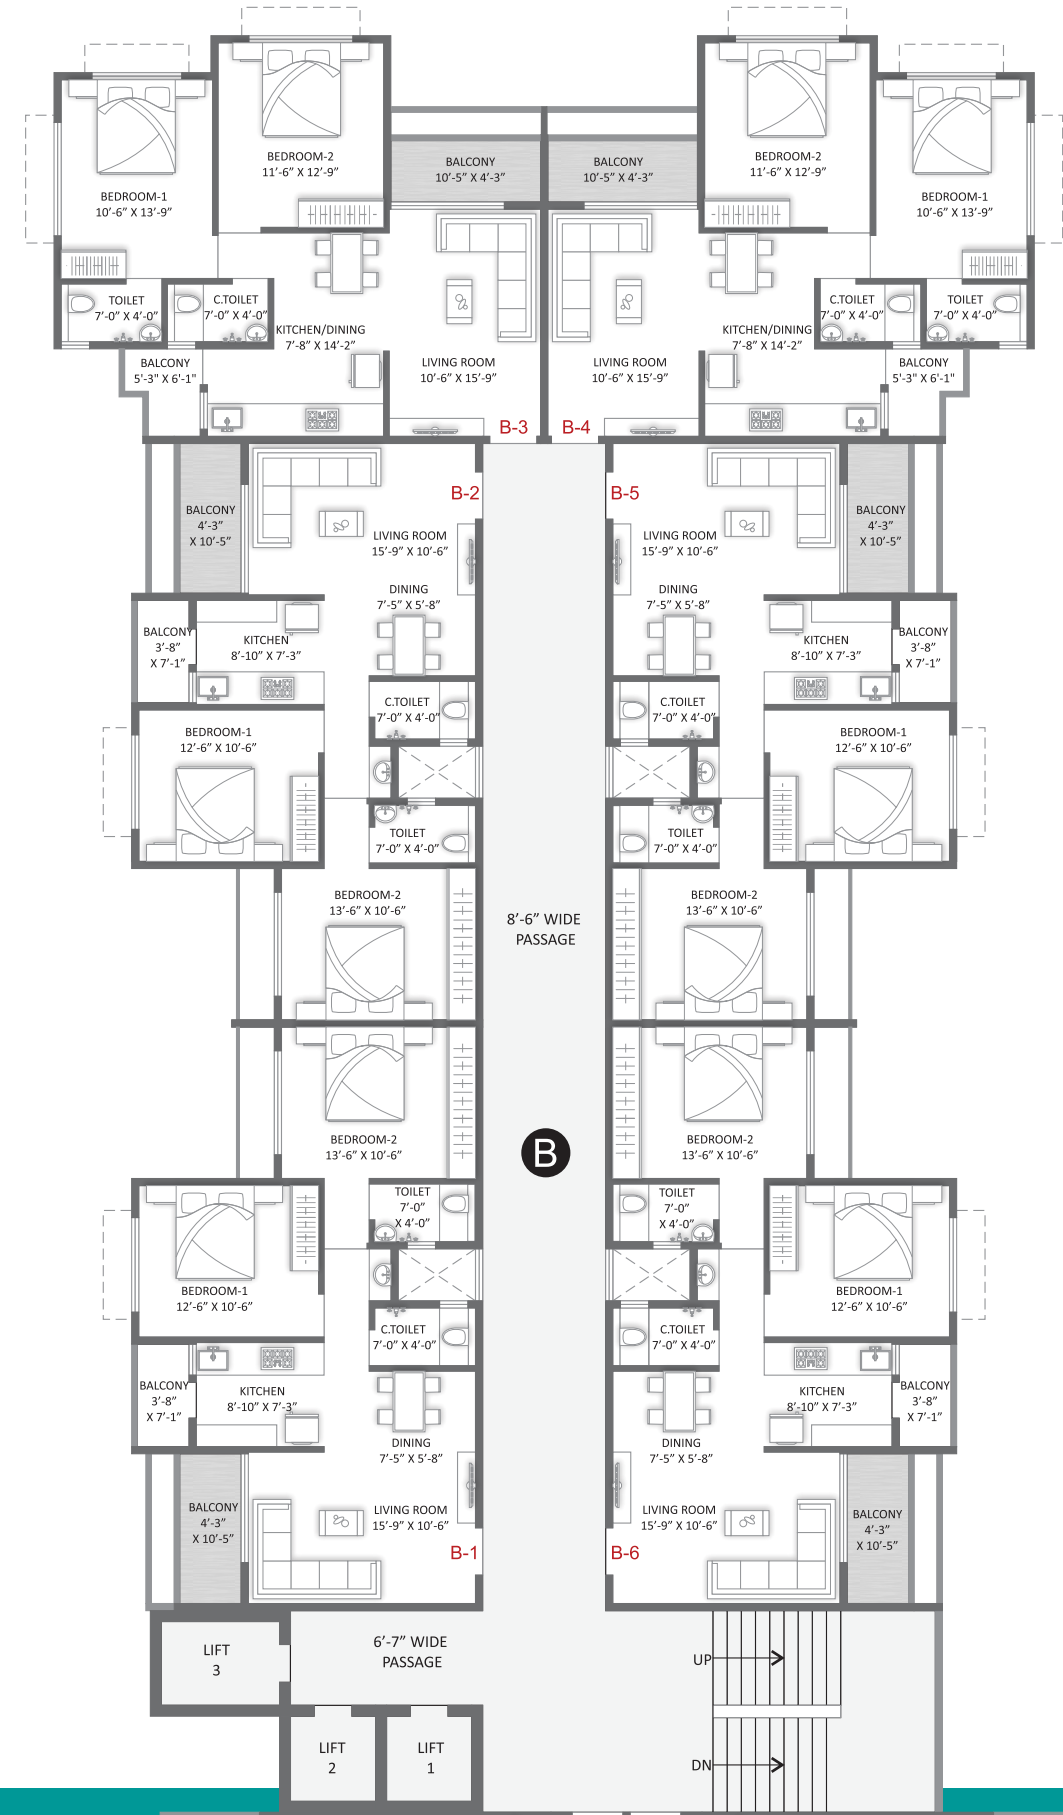 BEDROOM-2
11'-6” X 12'-9”
BEDROOM-2
11'-6” X 12'-9”
BALCONY
10'-5” X 4'-3”
BALCONY
10'-5” X 4'-3”
BEDROOM-1
10'-6” X 13'-9”
BEDROOM-1
10'-6” X 13'-9”
TOILET
7'-0” X 4'-0”
C.TOILET
7'-0” X 4'-0”
C.TOILET
7'-0” X 4'-0”
TOILET
7'-0” X 4'-0”
KITCHEN/DINING
7'-8” X 14'-2”
KITCHEN/DINING
7'-8” X 14'-2”
BALCONY
5'-3" X 6'-1"
LIVING ROOM
10'-6” X 15'-9”
LIVING ROOM
10'-6” X 15'-9”
BALCONY
5'-3" X 6'-1"
B-3
B-4
B-2
B-5
BALCONY
4'-3”
X 10'-5”
LIVING ROOM
15'-9” X 10'-6”
LIVING ROOM
15'-9” X 10'-6”
BALCONY
4'-3”
X 10'-5”
DINING
7'-5” X 5'-8”
DINING
7'-5” X 5'-8”
BALCONY
3'-8”
X 7'-1”
KITCHEN
8'-10” X 7'-3”
KITCHEN
8'-10” X 7'-3”
BALCONY
3'-8”
X 7'-1”
C.TOILET
7'-0” X 4'-0”
C.TOILET
7'-0” X 4'-0”
BEDROOM-1
12'-6” X 10'-6”
BEDROOM-1
12'-6” X 10'-6”
TOILET
7'-0” X 4'-0”
TOILET
7'-0” X 4'-0”
BEDROOM-2
13'-6” X 10'-6”
8'-6” WIDE
PASSAGE
BEDROOM-2
13'-6” X 10'-6”
BEDROOM-2
13'-6” X 10'-6”
B
BEDROOM-2
13'-6” X 10'-6”
TOILET
7'-0”
X 4'-0”
TOILET
7'-0”
X 4'-0”
BEDROOM-1
12'-6” X 10'-6”
BEDROOM-1
12'-6” X 10'-6”
C.TOILET
7'-0” X 4'-0”
C.TOILET
7'-0” X 4'-0”
BALCONY
3'-8”
X 7'-1”
KITCHEN
8'-10” X 7'-3”
KITCHEN
8'-10” X 7'-3”
BALCONY
3'-8”
X 7'-1”
DINING
7'-5” X 5'-8”
DINING
7'-5” X 5'-8”
BALCONY
4'-3”
X 10'-5”
LIVING ROOM
15'-9” X 10'-6”
LIVING ROOM
15'-9” X 10'-6”
BALCONY
4'-3”
X 10'-5”
B-1
B-6
LIFT
3
6'-7” WIDE
PASSAGE
UP
LIFT
2
LIFT
1
DN